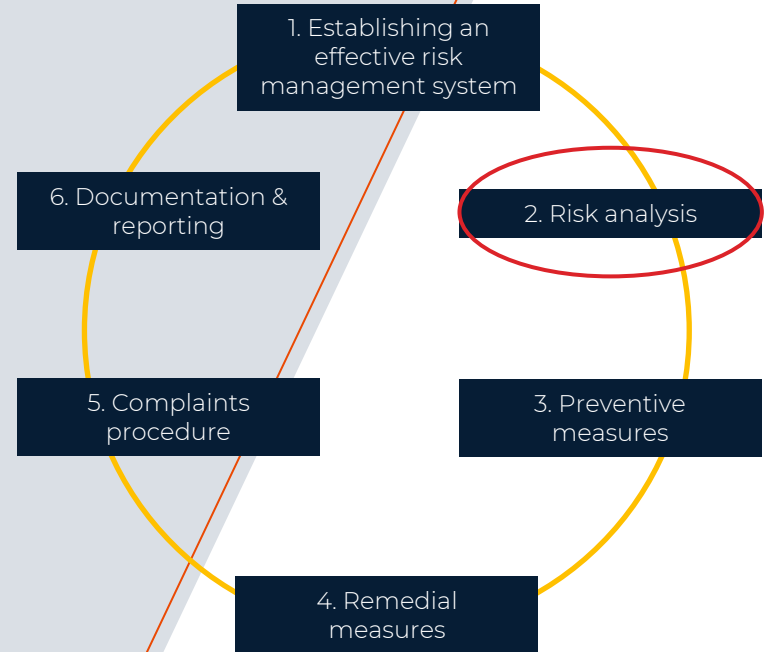 1. Establishing an
effective risk
management system
2. Risk analysis
3. Preventive
measures
4. Remedial
measures
5. Complaints
procedure
6. Documentation &
reporting